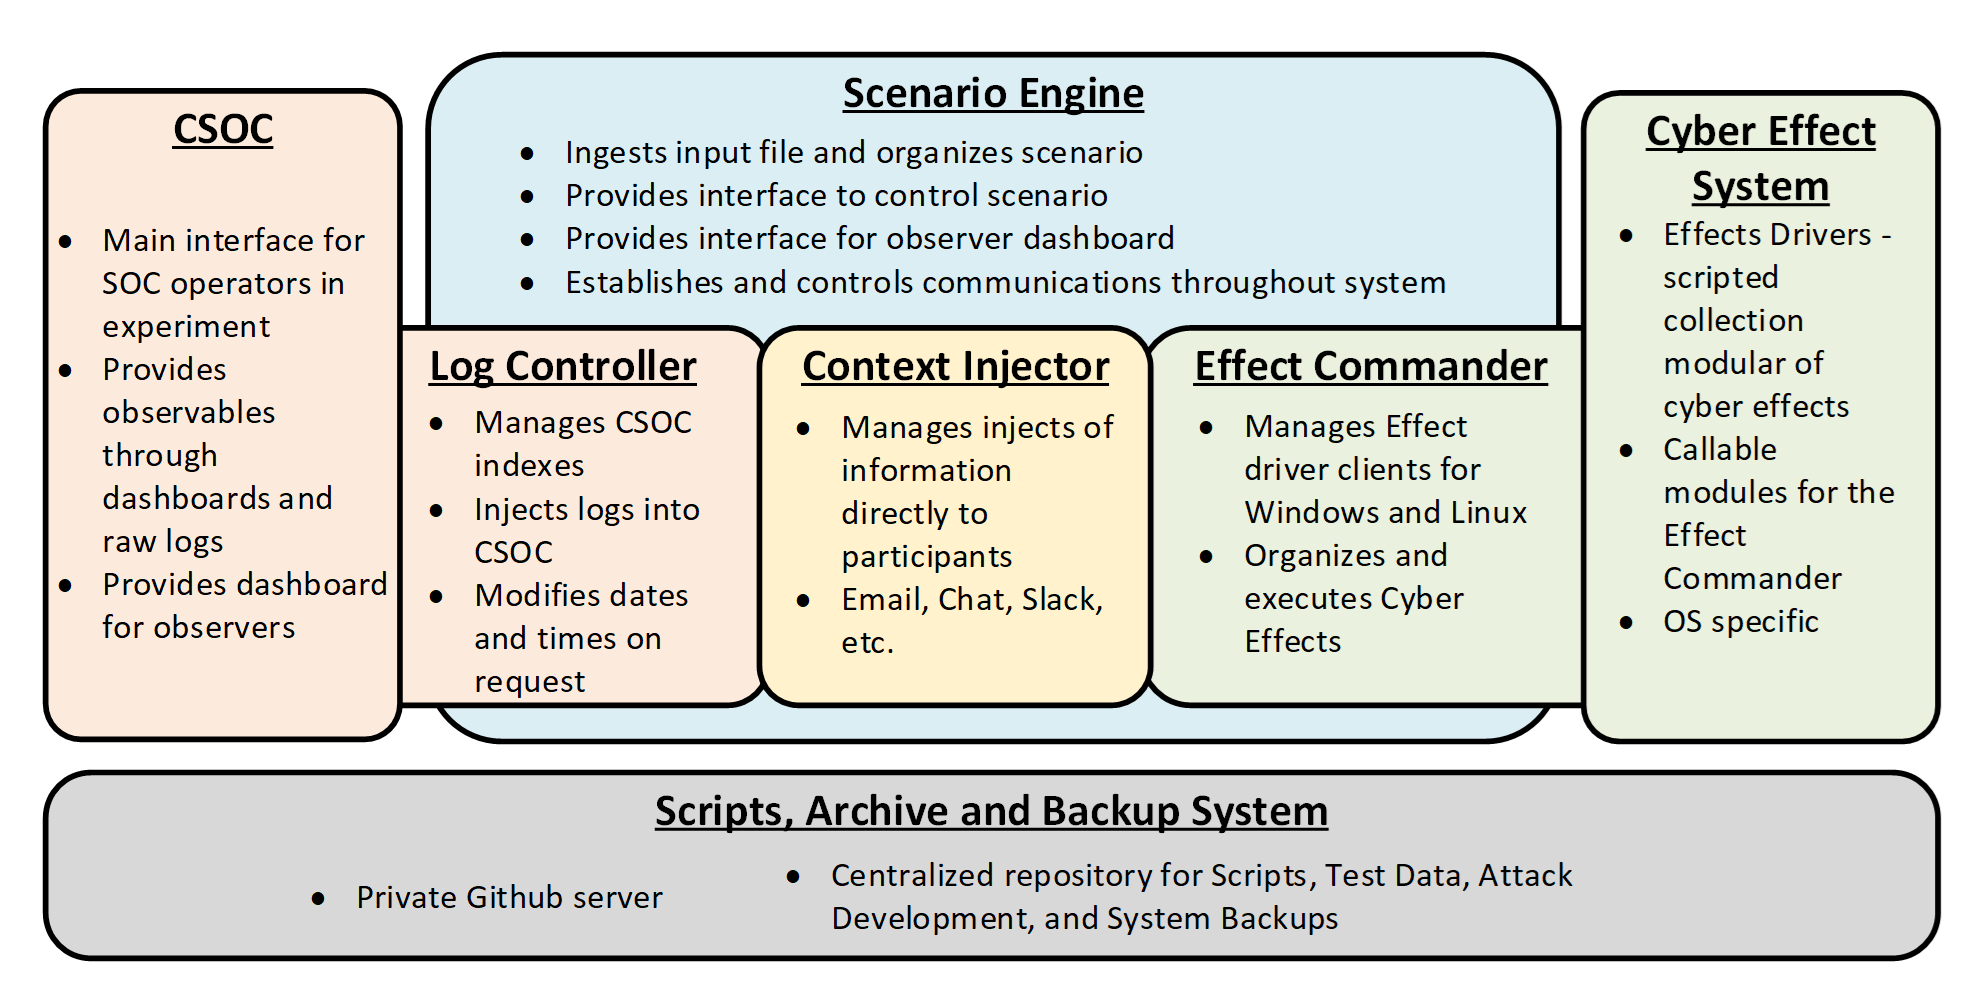 CSOC
• Main interface for
SOC operators in
experiment
• Provides
observables
through
dashboards and
raw logs
• Provides dashboard
for observers
Scenario Engine
• Ingests input file and organizes scenario
• Provides interface to control scenario
• Provides interface for observer dashboard
• Establishes and controls communications throughout system
Log Controller
• Manages CSOC
indexes
• Injects logs into
CSOC
• Modifies dates
and times on
request
Context Injector
• Manages injects of
information
directly to
participants
• Email, Chat, Slack,
etc.
Effect Commander
• Manages Effect
driver clients for
Windows and Linux
• Organizes and
executes Cyber
Effects
Cyber Effect
System
• Effects Drivers -
scripted
collection
modular of
cyber effects
• Callable
modules for the
Effect
Commander
• OS specific
Scripts, Archive and Backup System
• Private Github server
• Centralized repository for Scripts, Test Data, Attack
Development, and System Backups